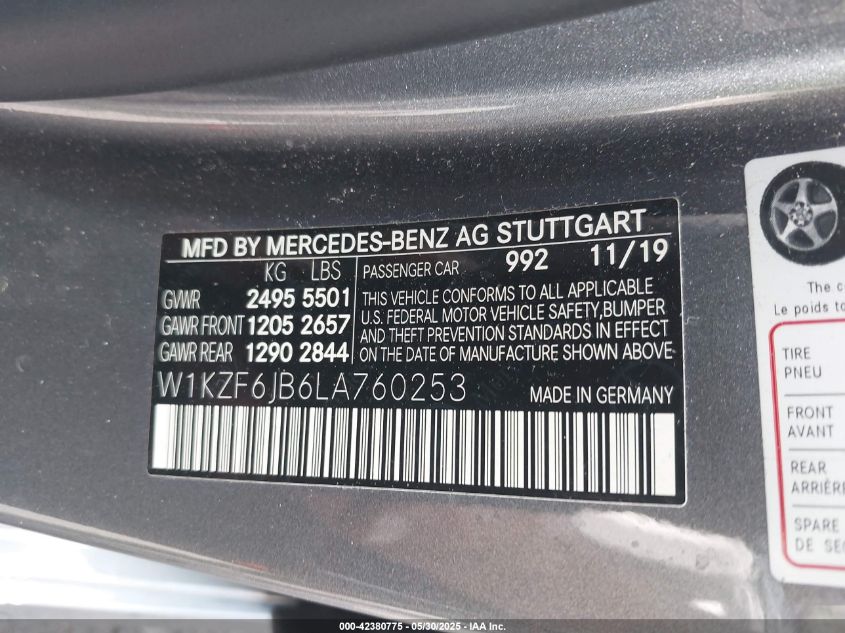 MFD BY MERCEDES-BENZ AG STUTTGART
KG LBS
GVWR 2495 5501
GAWR FRONT 1205 2657
GAWR REAR 1290 2844
PASSENGER CAR 992 11/19
THIS VEHICLE CONFORMS TO ALL APPLICABLE
U.S. FEDERAL MOTOR VEHICLE SAFETY, BUMPER
AND THEFT PREVENTION STANDARDS IN EFFECT
ON THE DATE OF MANUFACTURE SHOWN ABOVE
W1KZF6JB6LA760253 MADE IN GERMANY
The c
Le poids to
TIRE
PNEU
FRONT
AVANT
REAR
ARRIÈRE
SPARE
DE SEC
000-42380775 — 05/30/2025 — IAA Inc.